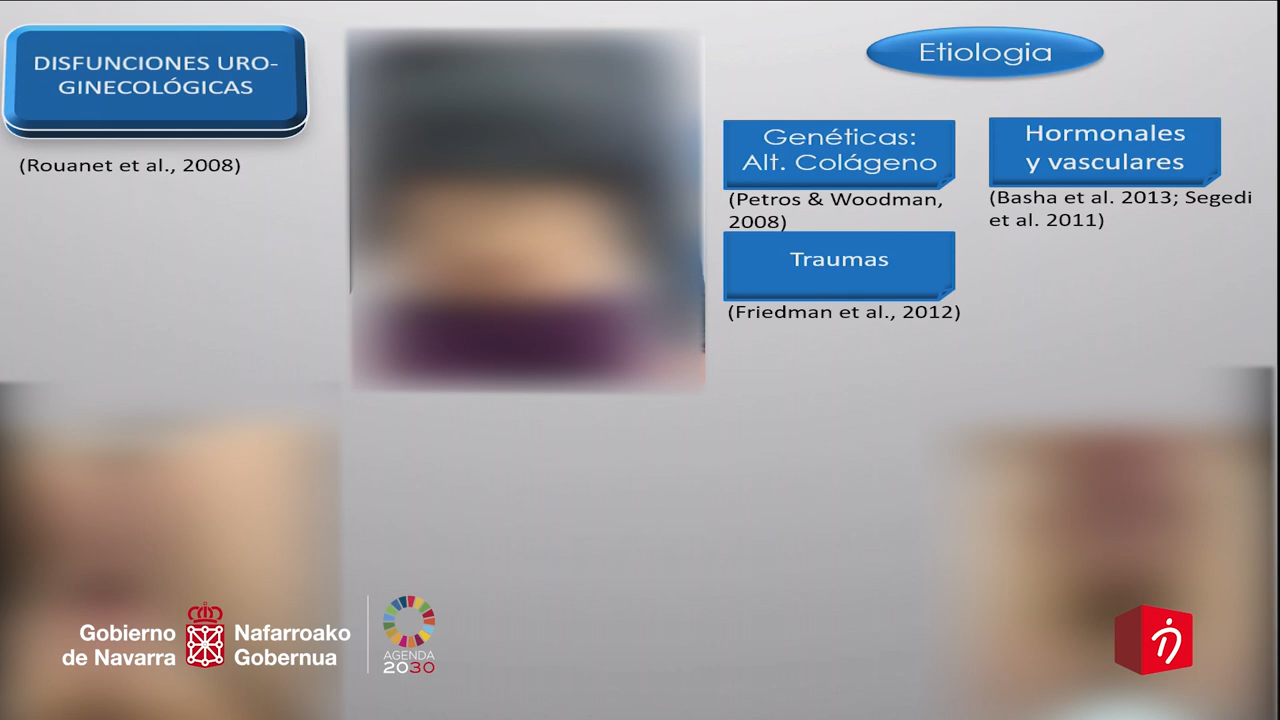 DISFUNCIONES URO-
GINECOLÓGICAS
(Rouanet et al., 2008)
Etiologia
Genéticas:
Alt. Colágeno
(Petros & Woodman,
2008)
Hormonales
y vasculares
(Basha et al. 2013; Segedi
et al. 2011)
Traumas
(Friedman et al., 2012)
Gobierno
de Navarra
Nafarroako
Gobernua
AGENDA
2030